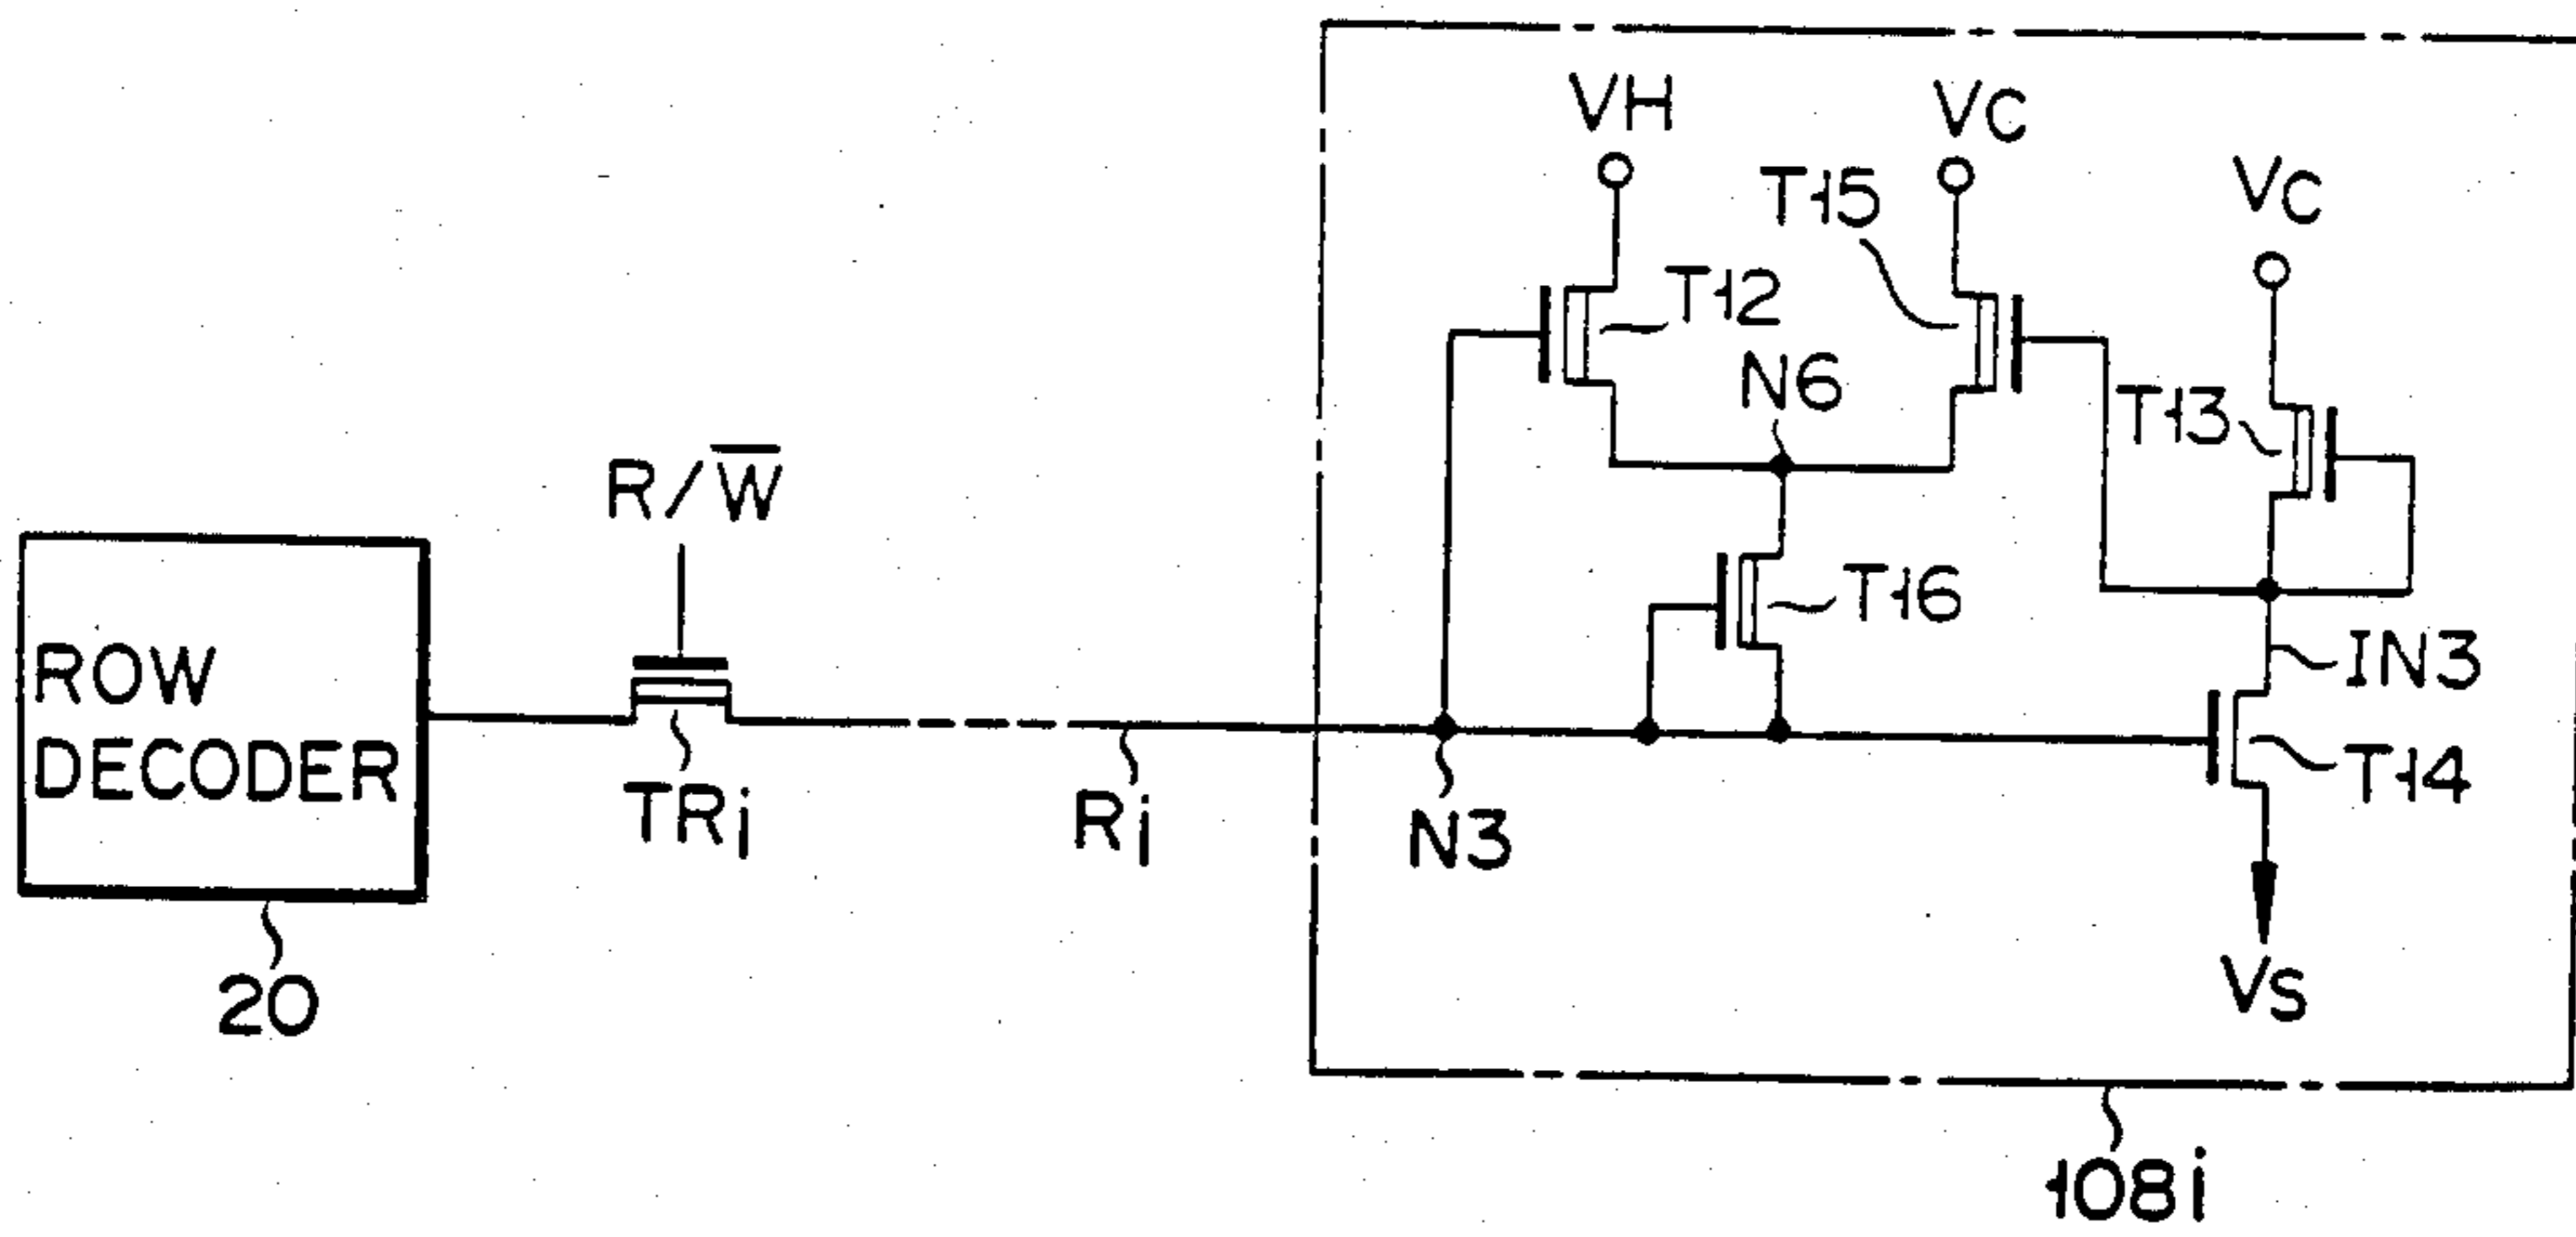 VH
VC
T15
VC
T12
N6
T13
R/W̅
T16
ROW
DECODER
IN3
TRi
Ri
N3
T14
20
VS
108i